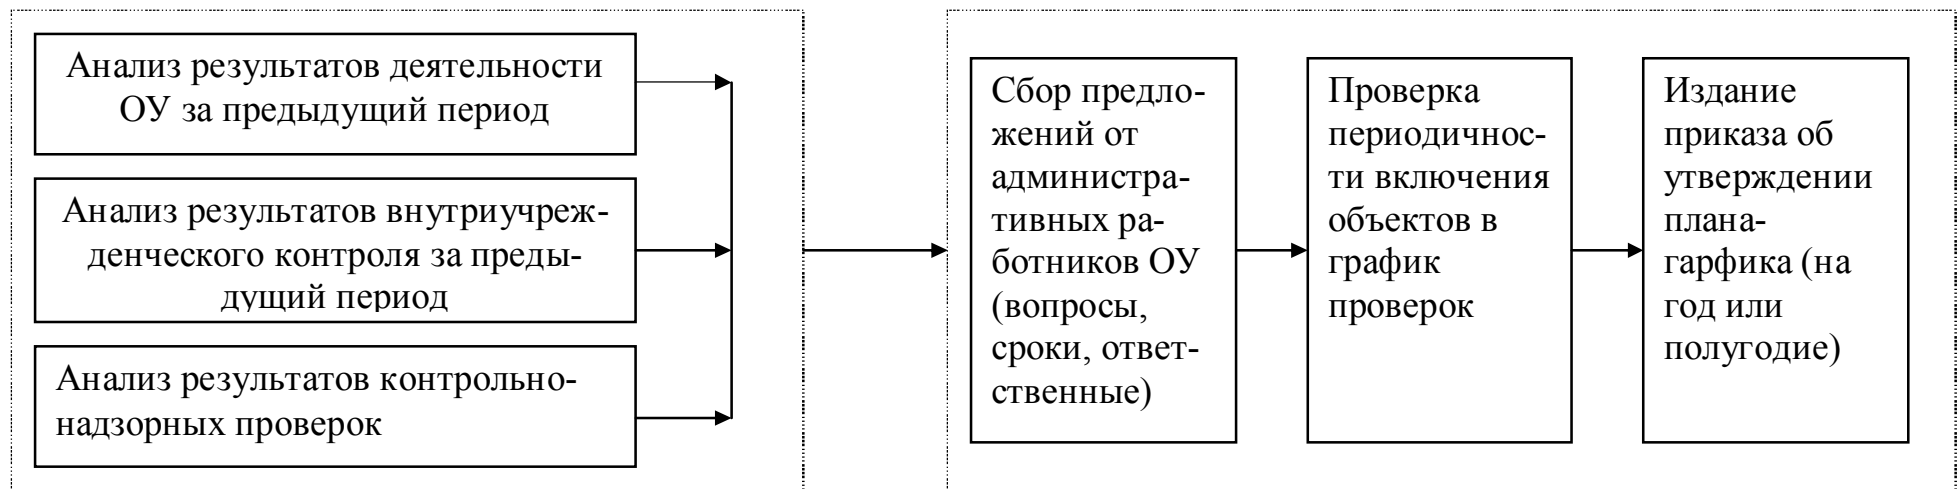 Анализ результатов деятельности
ОУ за предыдущий период
Анализ результатов внутриучреж-
денческого контроля за преды-
дущий период
Анализ результатов контрольно-
надзорных проверок
Сбор предло-
жений от
администра-
тивных ра-
ботников ОУ
(вопросы,
сроки, ответ-
ственные)
Проверка
периодичнос-
ти включения
объектов в
график
проверок
Издание
приказа об
утверждении
плана-
гарфика (на
год или
полугодие)